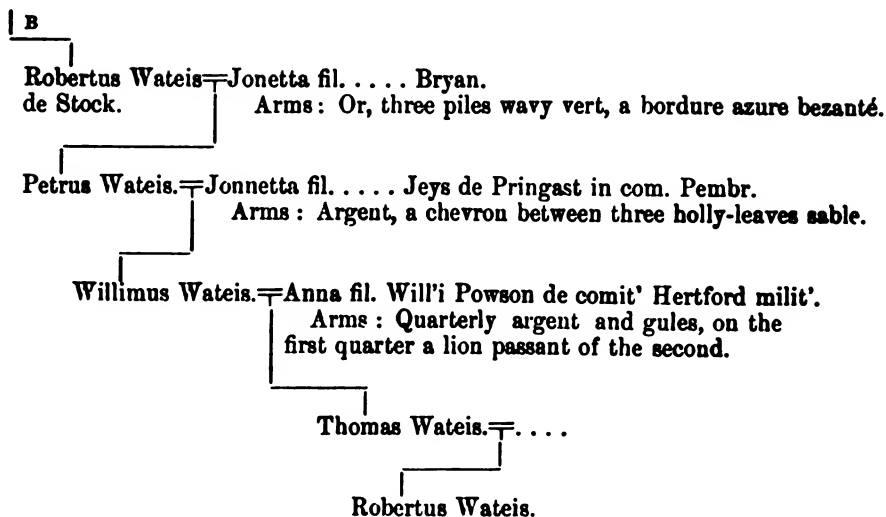 B
Robertus Wateis=Jonetta fil. . . . . Bryan.
de Stock. Arms : Or, three piles wavy vert, a bordure azure bezanté.
Petrus Wateis.=Jonnetta fil. . . . . Jeys de Pringast in com. Pembr.
Arms : Argent, a chevron between three holly-leaves sable.
Willimus Wateis.=Anna fil. Will'i Powson de comit' Hertford milit'.
Arms : Quarterly argent and gules, on the
first quarter a lion passant of the second.
Thomas Wateis.=. . . .
Robertus Wateis.